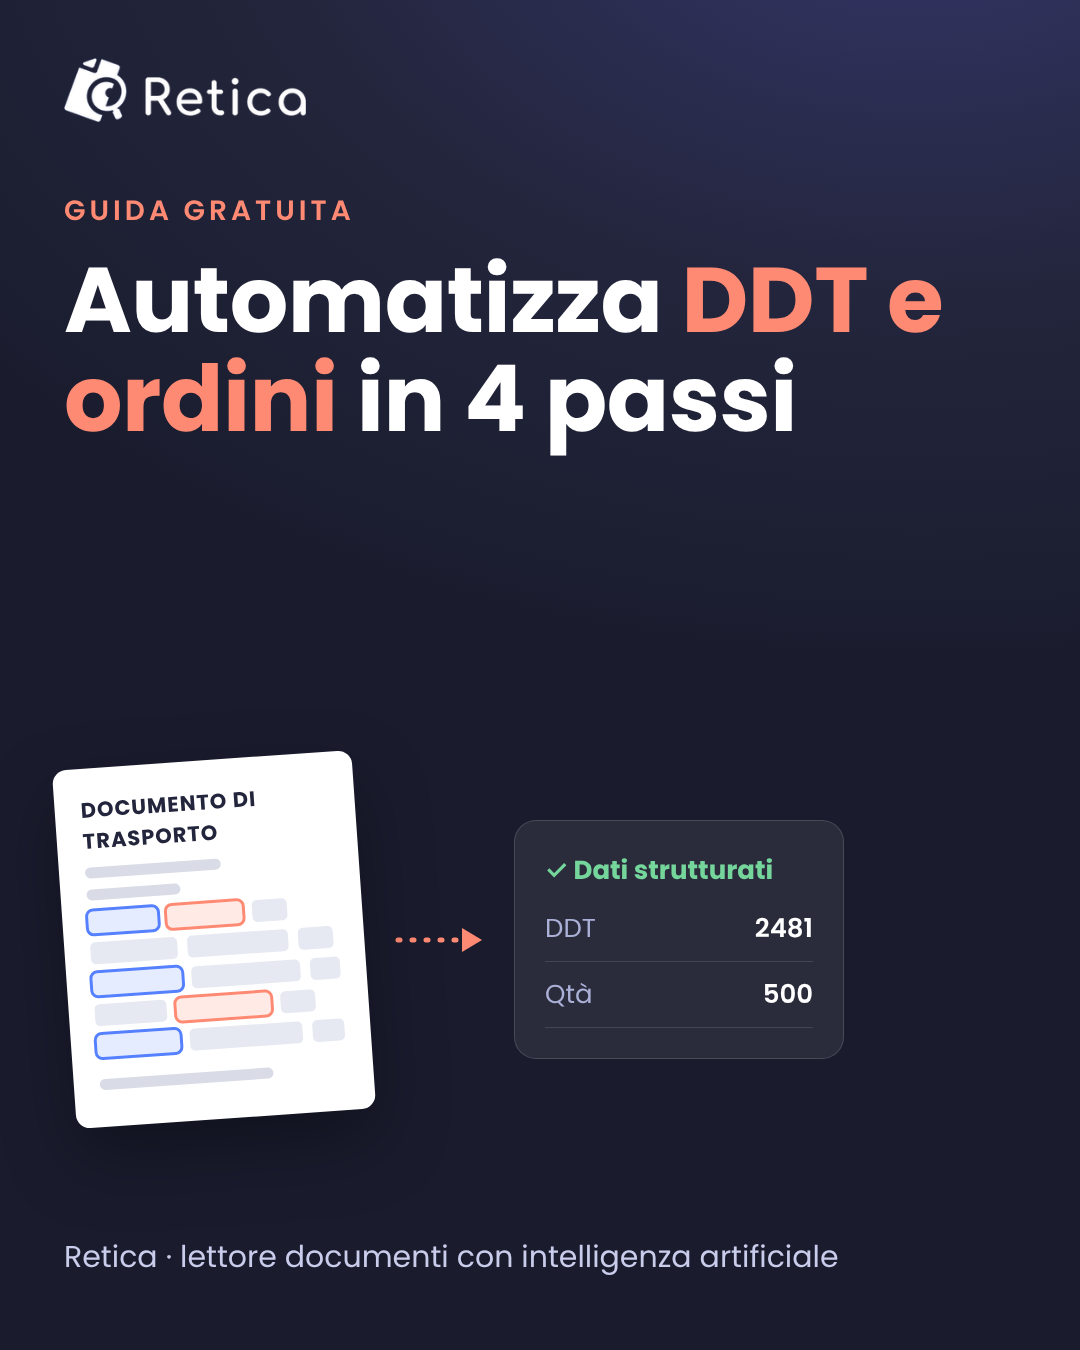 Retica
GUIDA GRATUITA
Automatizza DDT e
ordini in 4 passi
DOCUMENTO DI
TRASPORTO
✓ Dati strutturati
DDT 2481
Qtà 500
Retica · lettore documenti con intelligenza artificiale